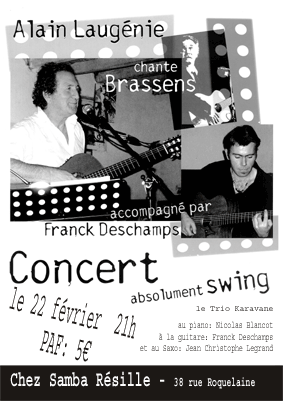 Alain Laugénie
chante
Brassens
accompagné par
Franck Deschamps
Concert
absolument swing
le 22 février 21h
PAF: 5€
le Trio Karavane
au piano: Nicolas Blancot
à la guitare: Franck Deschamps
et au Saxo: Jean Christophe Legrand
Chez Samba Résille - 38 rue Roquelaine